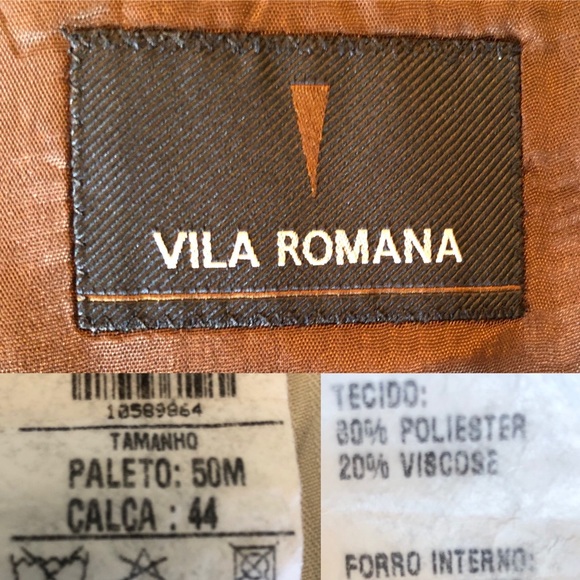 VILA ROMANA
10589864
TAMANHO
PALETO: 50M
CALCA : 44
TECIDO:
80% POLIESTER
20% VISCOSE
FORRO INTERNO: